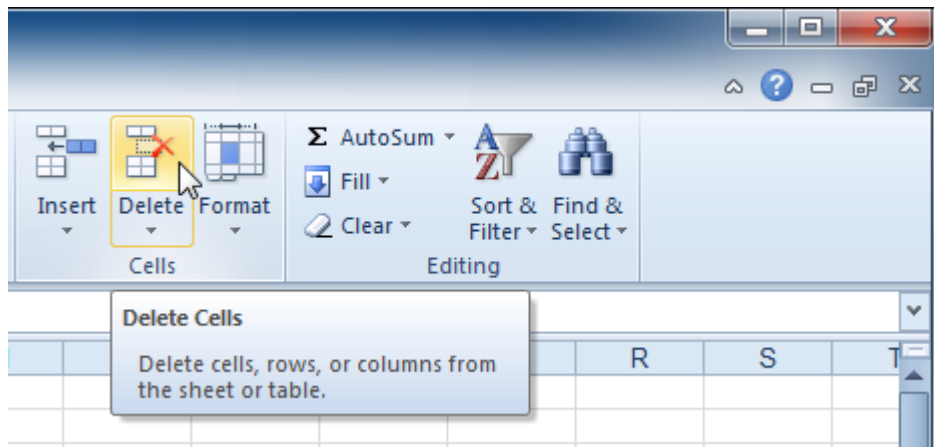 Σ AutoSum
Insert Delete Format
Fill
Clear
Sort & Filter
Find & Select
Cells
Editing
Delete Cells
Delete cells, rows, or columns from
the sheet or table.
R S T